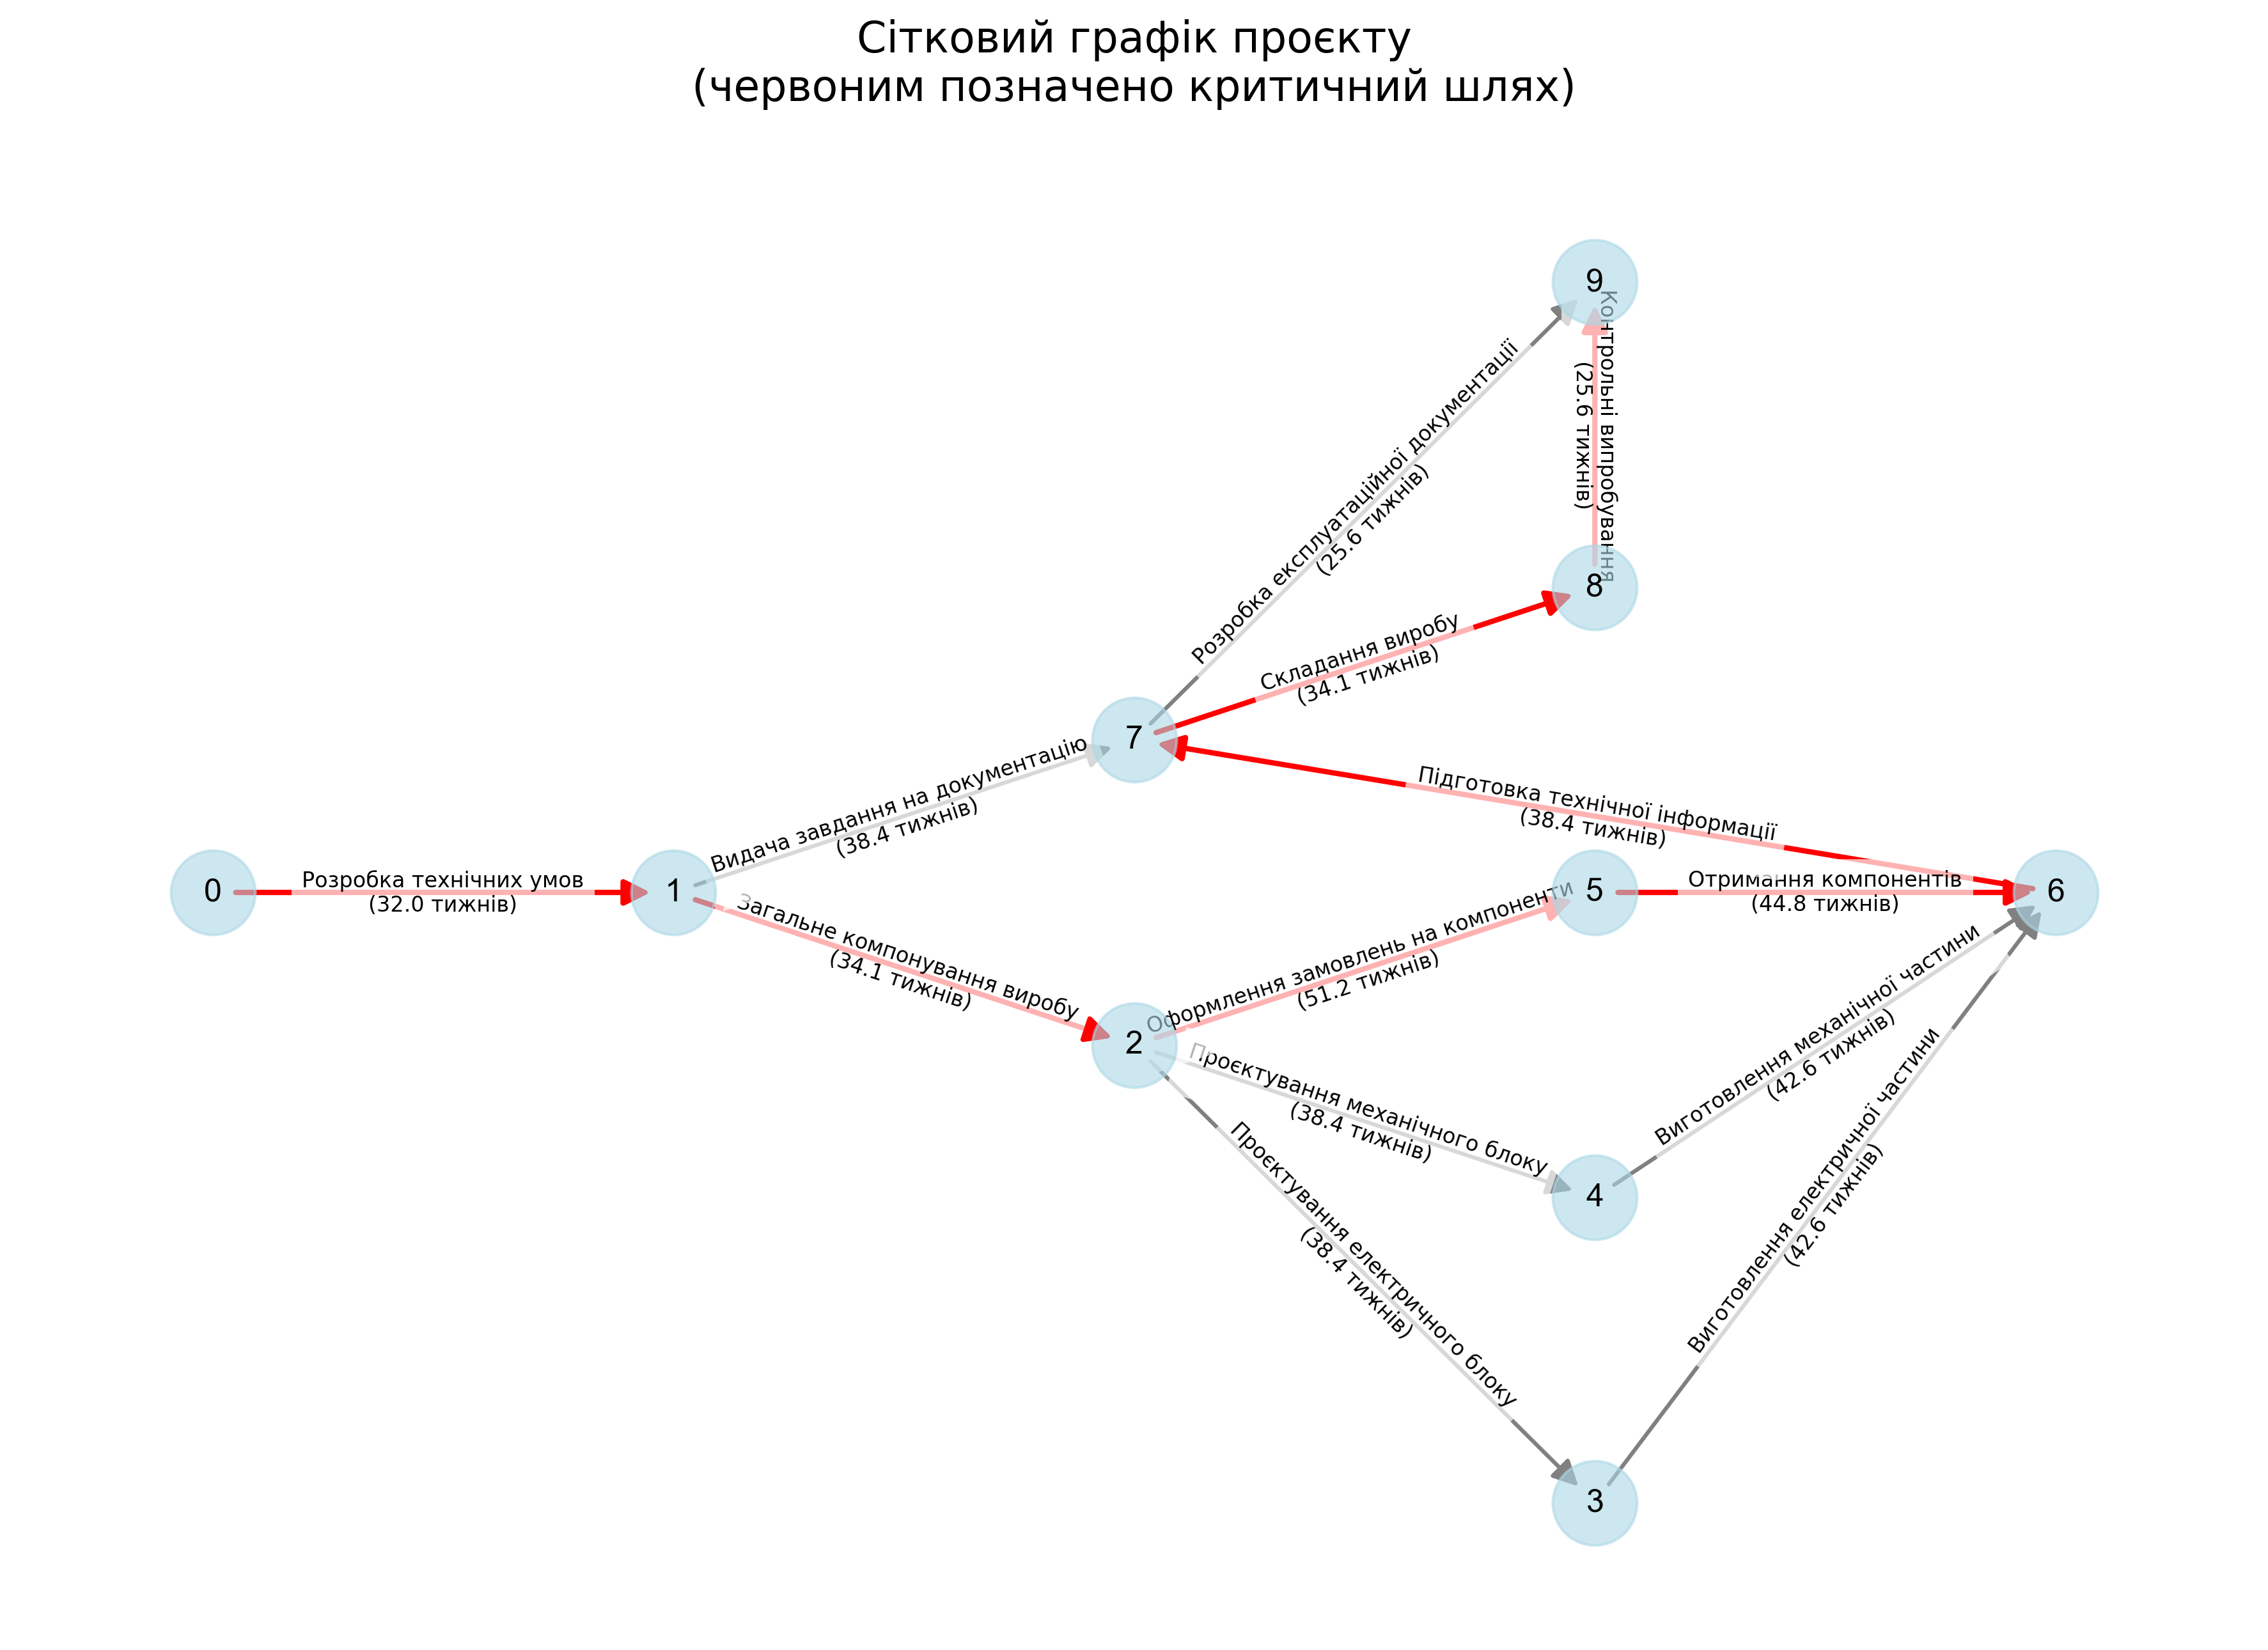 Сітковий графік проєкту
(червоним позначено критичний шлях)
9
Контрольні випробування
(25.6 тижнів)
Розробка експлуатаційної документації
(25.6 тижнів)
8
Складання виробу
(34.1 тижнів)
7
Підготовка технічної інформації
(38.4 тижнів)
Видача завдання на документацію
(38.4 тижнів)
0
Розробка технічних умов
(32.0 тижнів)
1
5
Отримання компонентів
(44.8 тижнів)
6
Загальне компонування виробу
(34.1 тижнів)
Оформлення замовлень на компоненти
(51.2 тижнів)
2
Виготовлення механічної частини
(42.6 тижнів)
Проєктування механічного блоку
(38.4 тижнів)
4
Виготовлення електричної частини
(42.6 тижнів)
Проєктування електричного блоку
(38.4 тижнів)
3